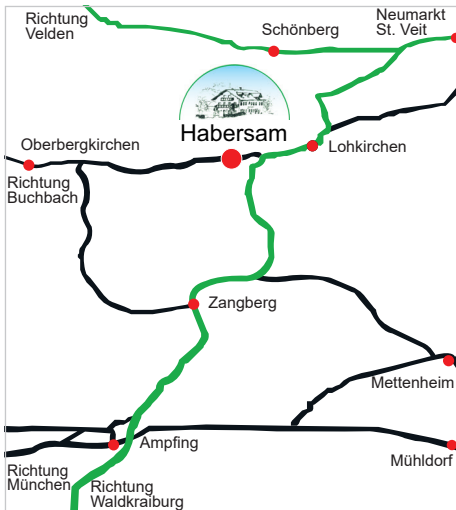 Richtung
Velden
Neumarkt
St. Veit
Schönberg
Habersam
Oberbergkirchen
Lohkirchen
Richtung
Buchbach
Zangberg
Mettenheim
Ampfing
Mühldorf
Richtung
München
Richtung
Waldkraiburg